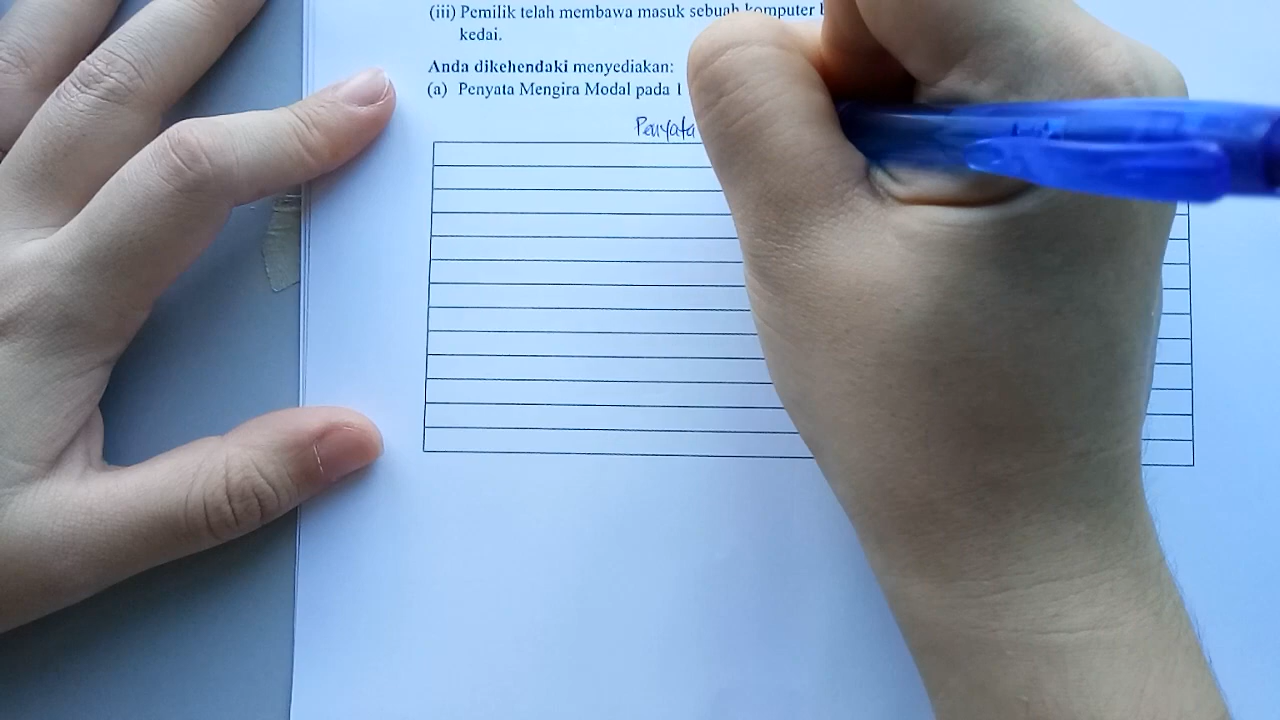 (iii) Pemilik telah membawa masuk sebuah komputer
kedai.
Anda dikehendaki menyediakan:
(a) Penyata Mengira Modal pada 1
Penyata